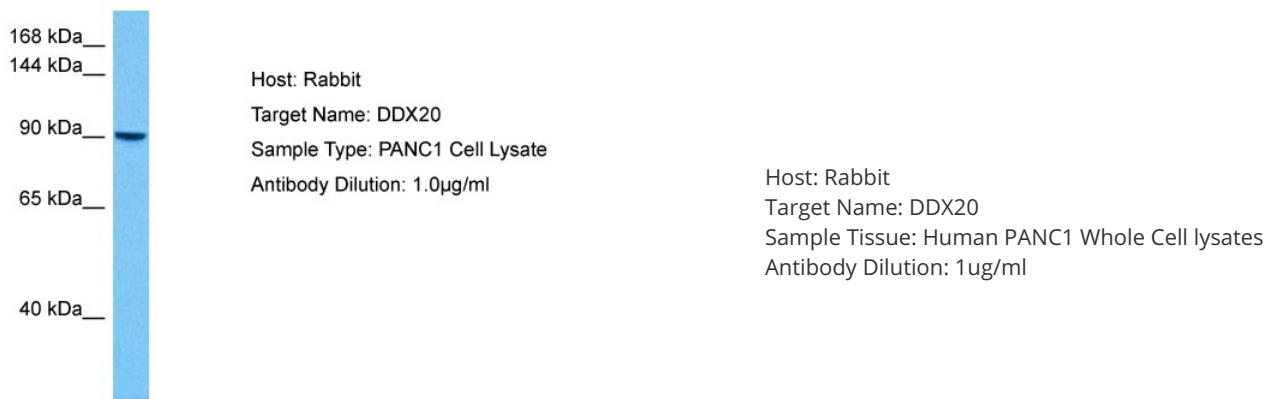 168 kDa__
144 kDa__
90 kDa__
65 kDa__
40 kDa__
Host: Rabbit
Target Name: DDX20
Sample Type: PANC1 Cell Lysate
Antibody Dilution: 1.0µg/ml
Host: Rabbit
Target Name: DDX20
Sample Tissue: Human PANC1 Whole Cell lysates
Antibody Dilution: 1ug/ml